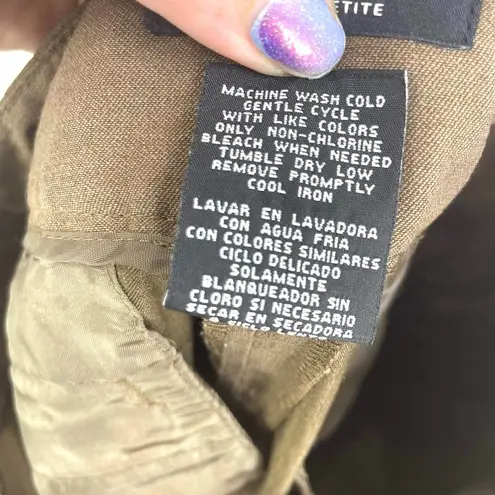 PETITE
MACHINE WASH COLD
GENTLE CYCLE
WITH LIKE COLORS
ONLY NON-CHLORINE
BLEACH WHEN NEEDED
TUMBLE DRY LOW
REMOVE PROMPTLY
COOL IRON
LAVAR EN LAVADORA
CON AGUA FRIA
CON COLORES SIMILARES
CICLO DELICADO
SOLAMENTE
BLANQUEADOR SIN
CLORO SI NECESARIO
SECAR EN SECADORA